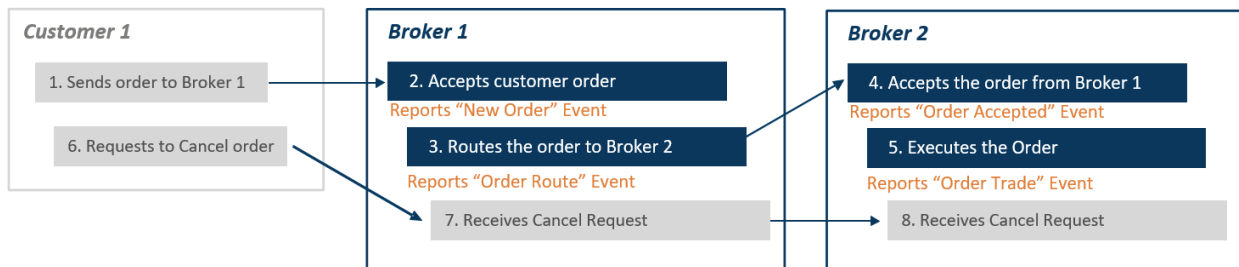 Customer 1
1. Sends order to Broker 1
6. Requests to Cancel order
Broker 1
2. Accepts customer order
Reports “New Order” Event
3. Routes the order to Broker 2
Reports “Order Route” Event
7. Receives Cancel Request
Broker 2
4. Accepts the order from Broker 1
Reports “Order Accepted” Event
5. Executes the Order
Reports “Order Trade” Event
8. Receives Cancel Request